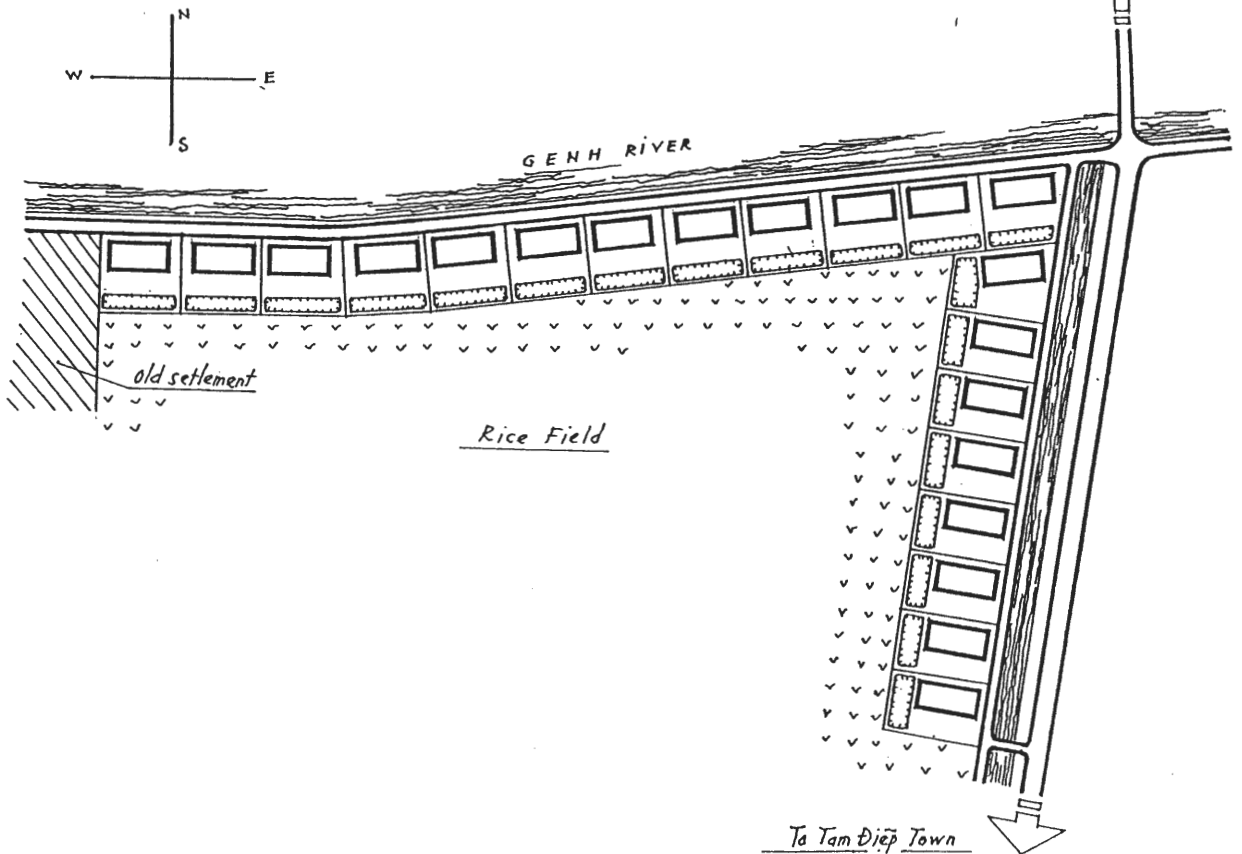 N
W E
S
GENH RIVER
old setlement
Rice Field
To Tam Điệp Town